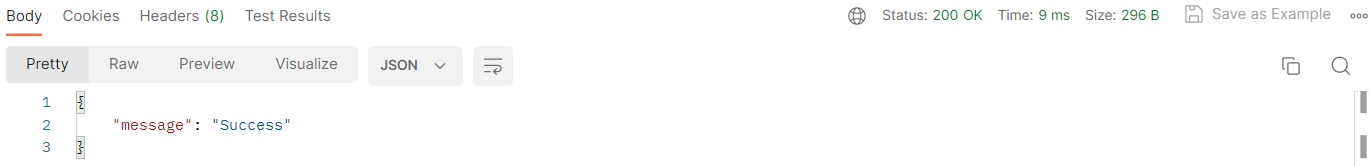 Body Cookies Headers (8) Test Results Status: 200 OK Time: 9 ms Size: 296 B Save as Example
Pretty Raw Preview Visualize JSON
1 {
2 "message": "Success"
3 }